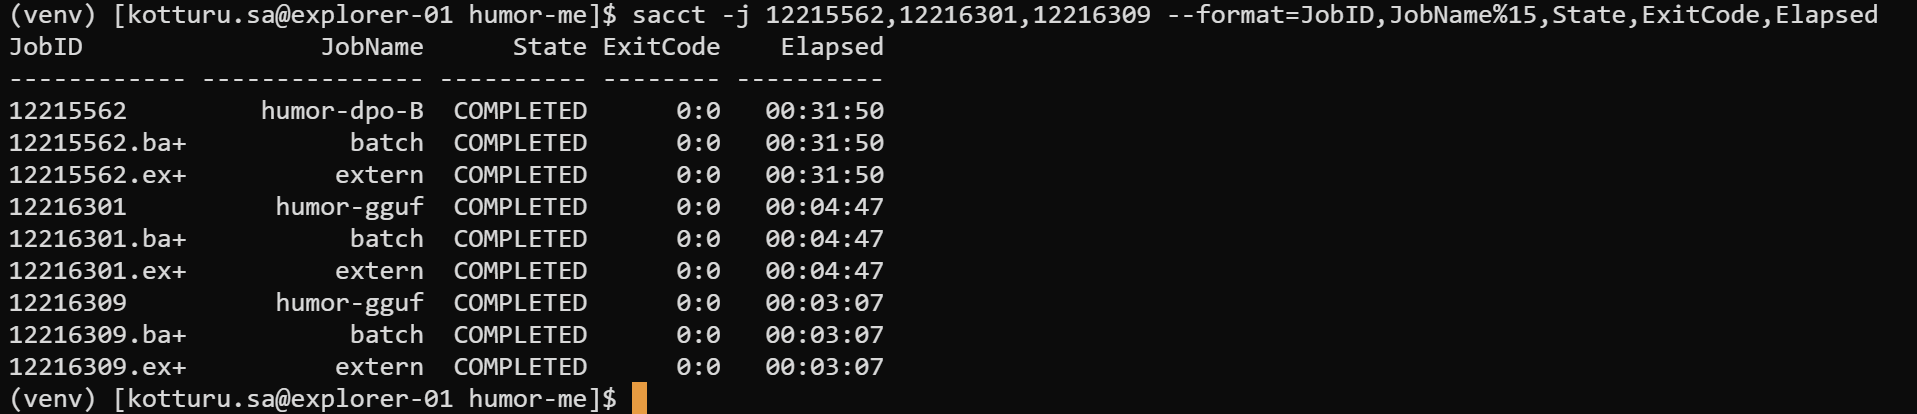 (venv) [kotturu.sa@explorer-01 humor-me]$ sacct -j 12215562,12216301,12216309 --format=JobID,JobName%15,State,ExitCode,Elapsed
JobID                JobName      State ExitCode    Elapsed
------------ --------------- ---------- -------- ----------
12215562         humor-dpo-B  COMPLETED      0:0   00:31:50
12215562.ba+           batch  COMPLETED      0:0   00:31:50
12215562.ex+          extern  COMPLETED      0:0   00:31:50
12216301          humor-gguf  COMPLETED      0:0   00:04:47
12216301.ba+           batch  COMPLETED      0:0   00:04:47
12216301.ex+          extern  COMPLETED      0:0   00:04:47
12216309          humor-gguf  COMPLETED      0:0   00:03:07
12216309.ba+           batch  COMPLETED      0:0   00:03:07
12216309.ex+          extern  COMPLETED      0:0   00:03:07
(venv) [kotturu.sa@explorer-01 humor-me]$